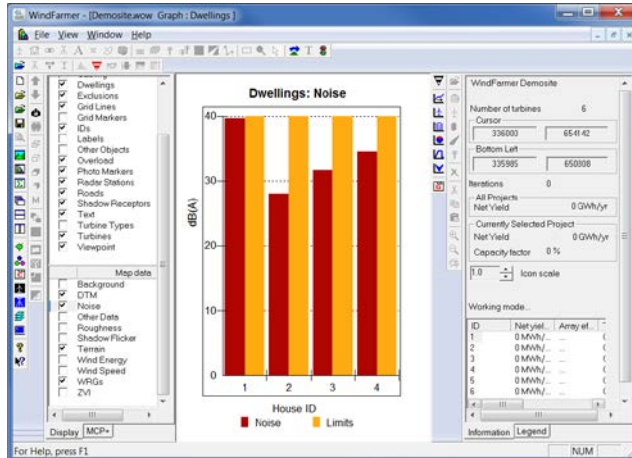 WindFarmer - [Demosite.wow Graph : Dwellings ]
File View Window Help
Dwellings
Exclusions
Grid Lines
Grid Markers
IDs
Labels
Other Objects
Overload
Photo Markers
Radar Stations
Roads
Shadow Receptors
Text
Turbine Types
Turbines
Viewpoint
Map data
Background
DTM
Noise
Other Data
Roughness
Shadow Flicker
Terrain
Wind Energy
Wind Speed
WRGs
ZVI
Display MCP+
Dwellings: Noise
dB(A)
40
30
20
10
0
1 2 3 4
House ID
Noise Limits
WindFarmer Demosite
Number of turbines 6
Cursor
336000 654142
Bottom Left
335985 650808
Iterations 0
All Projects
Net Yield 0 GWh/yr
Currently Selected Project
Net Yield 0 GWh/yr
Capacity factor 0 %
1.0 Icon scale
Working mode...
ID Net yiel... Array ef...
1 0 MWh/... ...
2 0 MWh/... ...
3 0 MWh/... ...
4 0 MWh/... ...
5 0 MWh/... ...
6 0 MWh/... ...
Information Legend
For Help, press F1
NUM